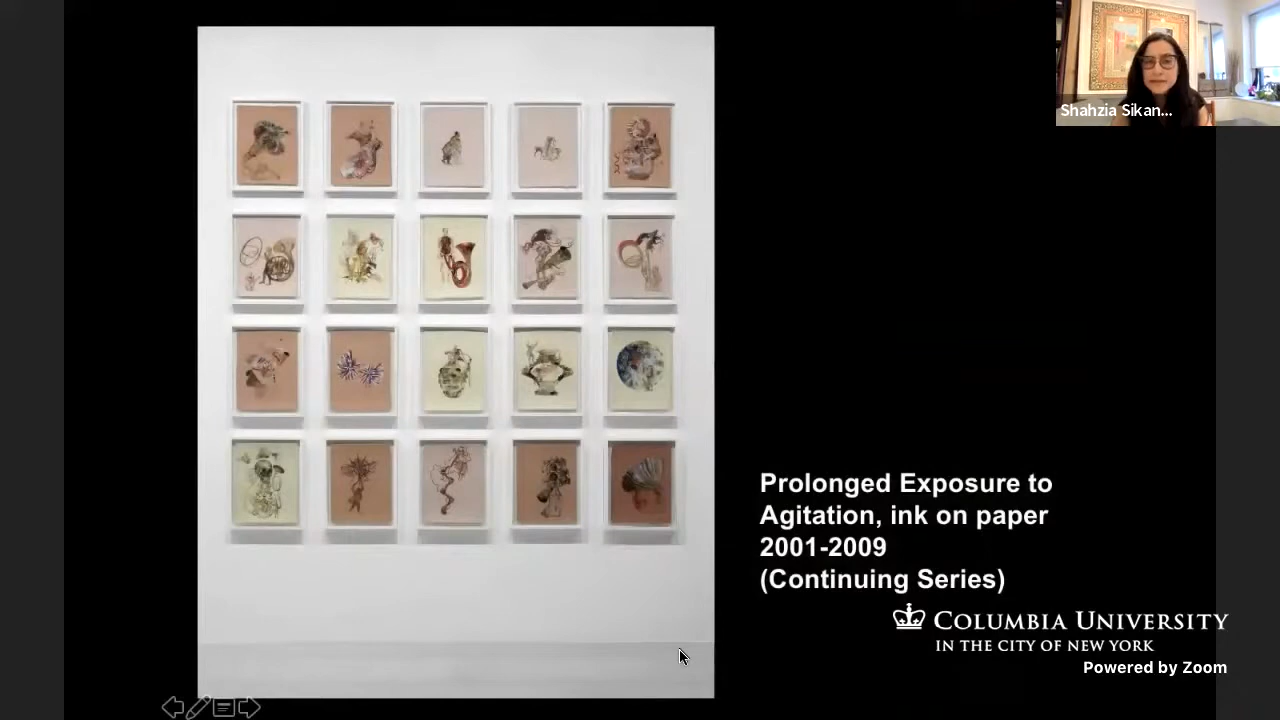 Shahzia Sikan...
Prolonged Exposure to
Agitation, ink on paper
2001-2009
(Continuing Series)
COLUMBIA UNIVERSITY
IN THE CITY OF NEW YORK
Powered by Zoom